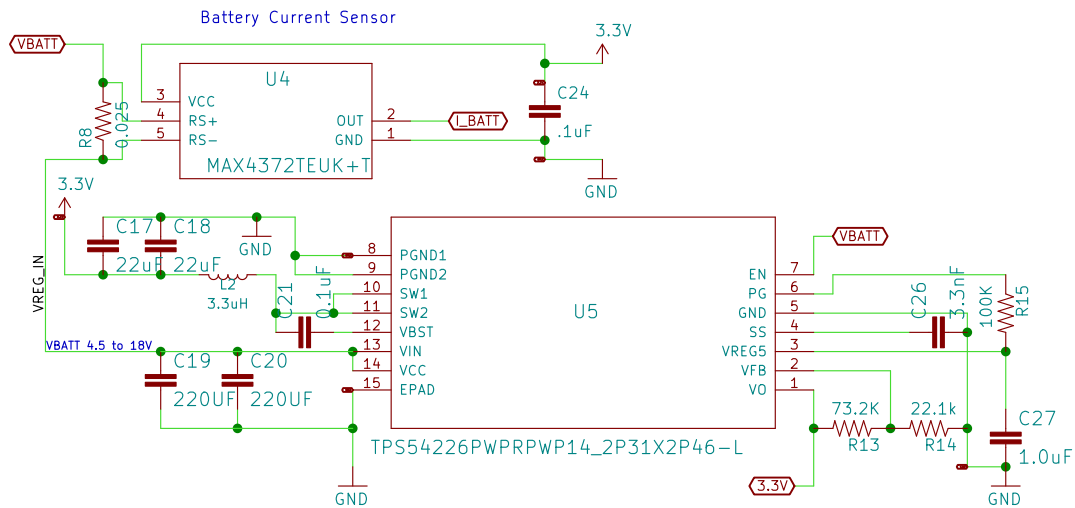 Battery Current Sensor
VBATT
3.3V
U4
3 VCC
4 RS+
5 RS-
OUT 2
GND 1
I_BATT
MAX4372TEUK+T
R8
0.025
C24
.1uF
GND
3.3V
C17
22uF
C18
22uF
GND
L2
3.3uH
C21
0.1uF
VREG_IN
VBATT 4.5 to 18V
C19
220UF
C20
220UF
GND
8 PGND1
9 PGND2
10 SW1
11 SW2
12 VBST
13 VIN
14 VCC
15 EPAD
U5
EN 7
PG 6
GND 5
SS 4
VREG5 3
VFB 2
VO 1
TPS54226PWPRPWP14_2P31X2P46-L
VBATT
C26
3.3nF
100K
R15
73.2K
R13
22.1k
R14
C27
1.0uF
3.3V
GND